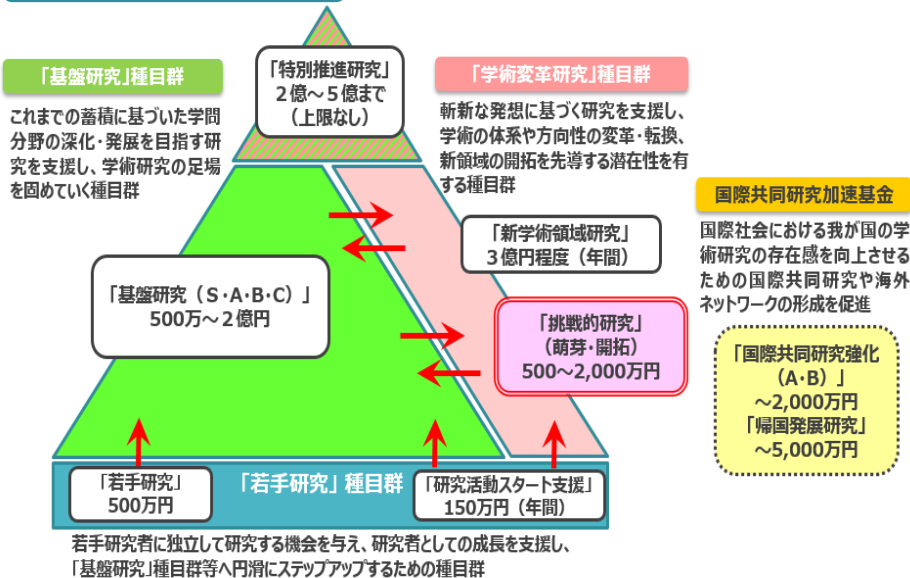 「特別推進研究」
２億～５億まで
（上限なし）
「基盤研究」種目群
これまでの蓄積に基づいた学問
分野の深化・発展を目指す研
究を支援し、学術研究の足場
を固めていく種目群
「学術変革研究」種目群
斬新な発想に基づく研究を支援し、
学術の体系や方向性の変革・転換、
新領域の開拓を先導する潜在性を有
する種目群
国際共同研究加速基金
国際社会における我が国の学
術研究の存在感を向上させる
ための国際共同研究や海外
ネットワークの形成を促進
「新学術領域研究」
３億円程度（年間）
「基盤研究（Ｓ・Ａ・Ｂ・Ｃ）」
500万～２億円
「挑戦的研究」
（萌芽・開拓）
500～2,000万円
「国際共同研究強化
（A・B）」
～2,000万円
「帰国発展研究」
～5,000万円
「若手研究」
500万円
「若手研究」種目群
「研究活動スタート支援」
150万円（年間）
若手研究者に独立して研究する機会を与え、研究者としての成長を支援し、
「基盤研究」種目群等へ円滑にステップアップするための種目群